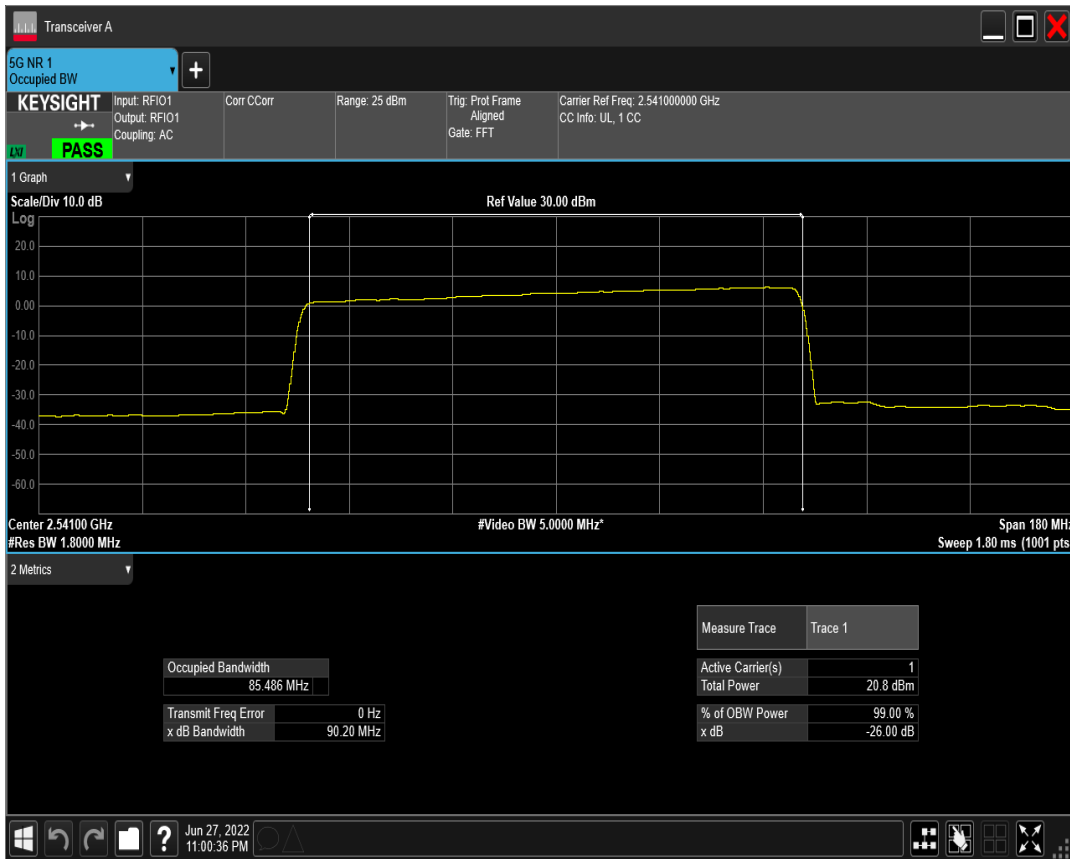 Transceiver A
5G NR 1
Occupied BW
+
KEYSIGHT
LXI
PASS
Input: RFIO1
Output: RFIO1
Coupling: AC
Corr CCorr
Range: 25 dBm
Trig: Prot Frame
Aligned
Gate: FFT
Carrier Ref Freq: 2.541000000 GHz
CC Info: UL, 1 CC
1 Graph
Scale/Div 10.0 dB
Ref Value 30.00 dBm
Log
20.0
10.0
0.00
-10.0
-20.0
-30.0
-40.0
-50.0
-60.0
Center 2.54100 GHz
#Video BW 5.0000 MHz*
Span 180 MHz
#Res BW 1.8000 MHz
Sweep 1.80 ms (1001 pts
2 Metrics
Measure Trace Trace 1
Occupied Bandwidth
85.486 MHz
Active Carrier(s) 1
Total Power 20.8 dBm
Transmit Freq Error 0 Hz
x dB Bandwidth 90.20 MHz
% of OBW Power 99.00 %
x dB -26.00 dB
?
Jun 27, 2022
11:00:36 PM